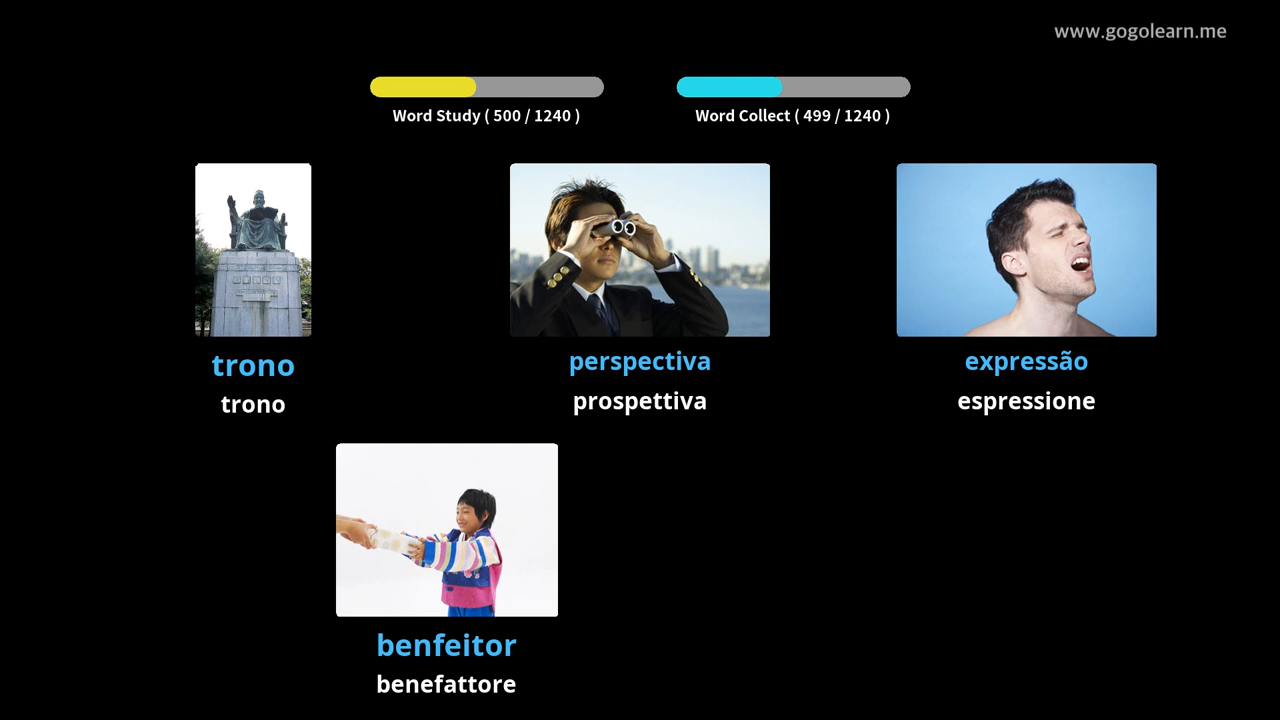 www.gogolearn.me
Word Study ( 500 / 1240 )
Word Collect ( 499 / 1240 )
trono
trono
perspectiva
prospettiva
expressão
espressione
benfeitor
benefattore